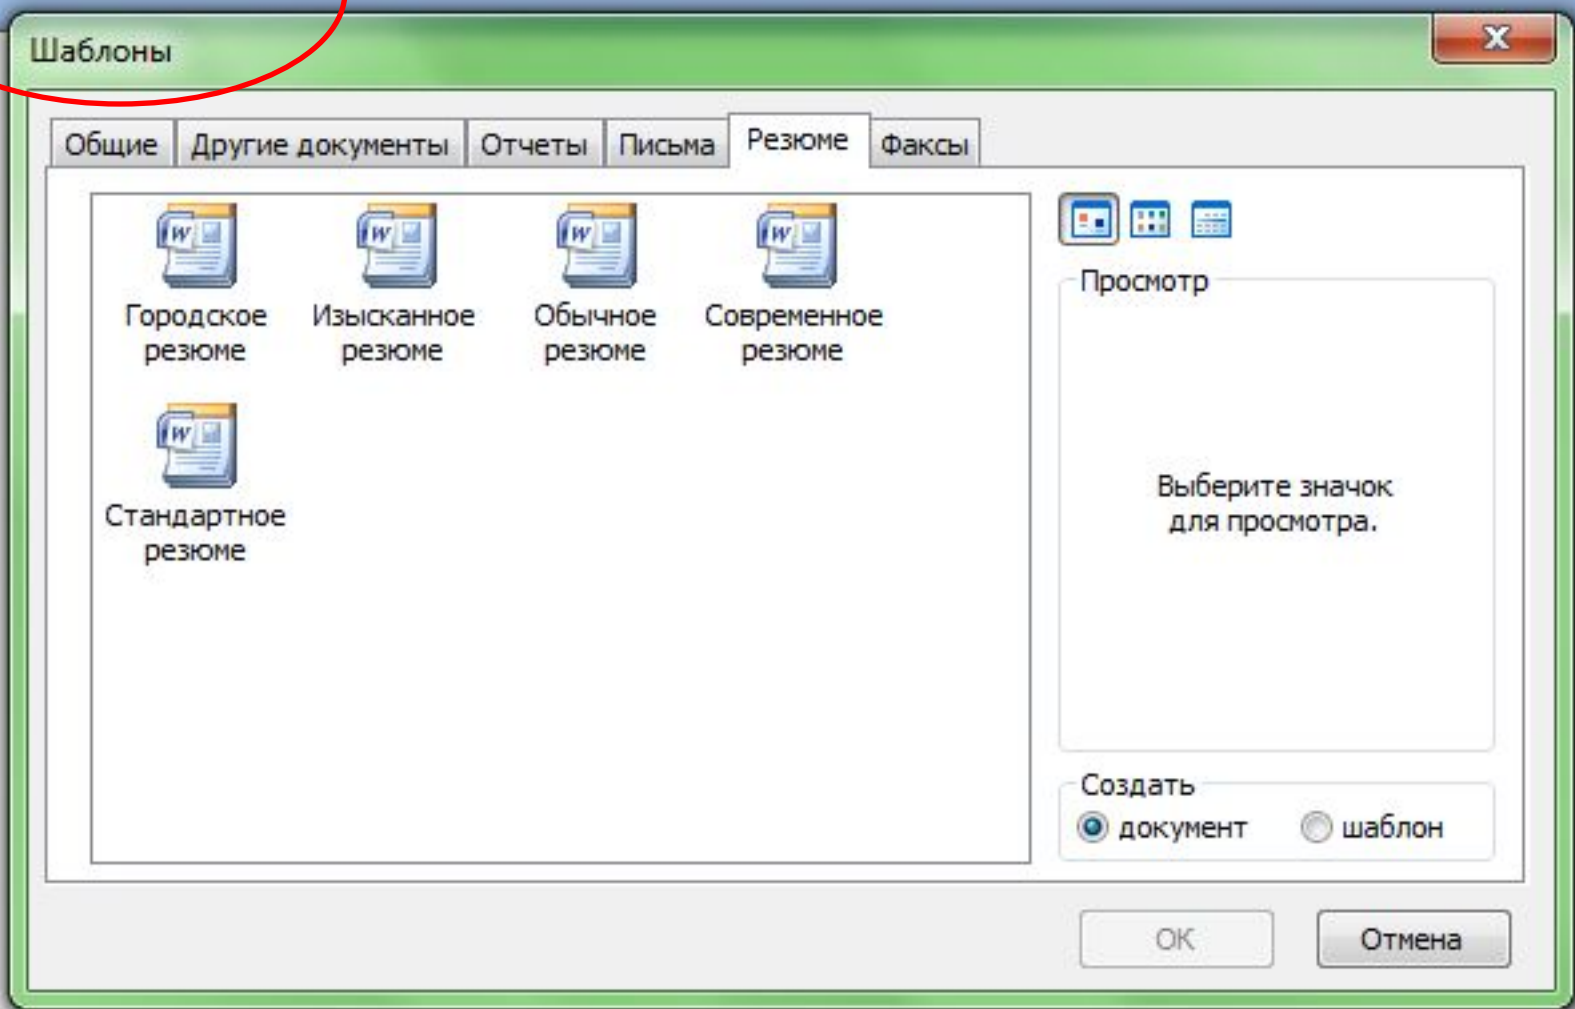 Шаблоны
Общие Другие документы Отчеты Письма Резюме Факсы
Городское резюме
Изысканное резюме
Обычное резюме
Современное резюме
Стандартное резюме
Просмотр
Выберите значок
для просмотра.
Создать
документ шаблон
ОК Отмена